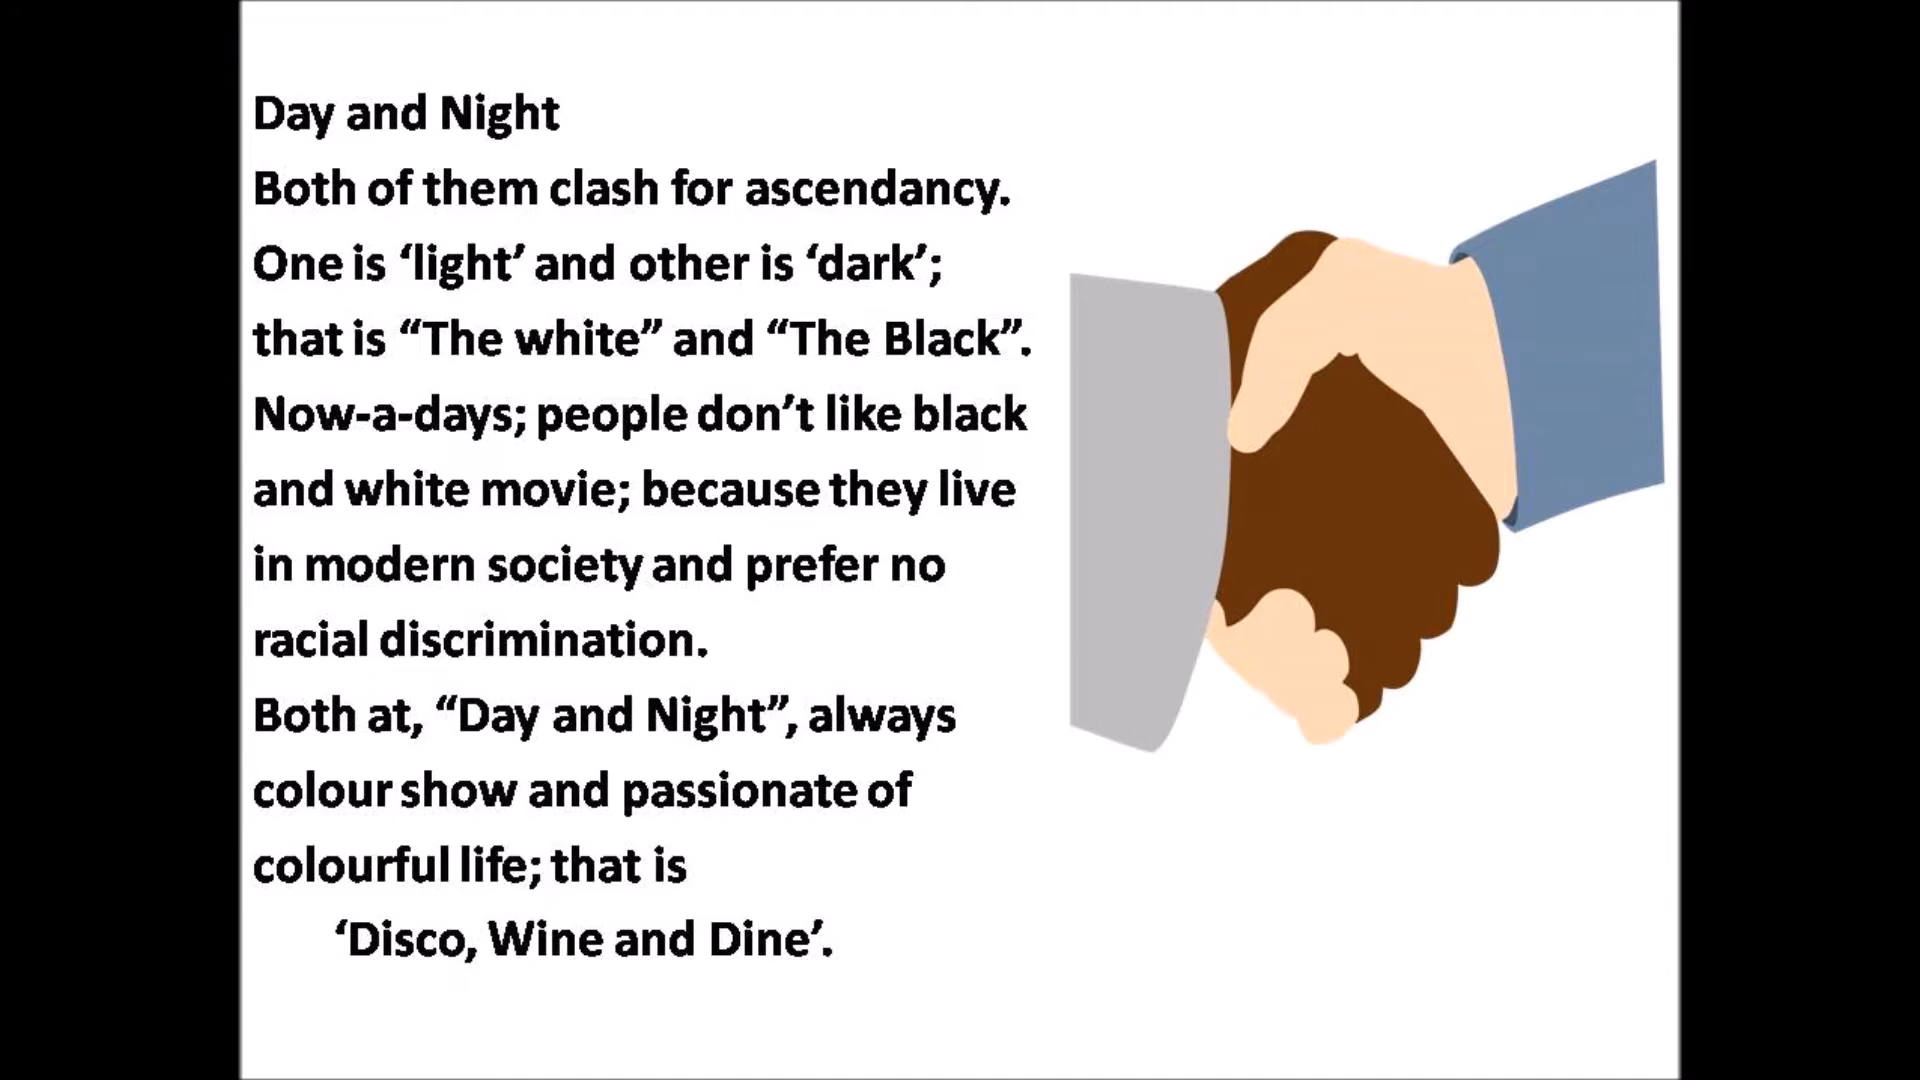 Day and Night
Both of them clash for ascendancy.
One is ‘light’ and other is ‘dark’;
that is “The white” and “The Black”.
Now-a-days; people don’t like black
and white movie; because they live
in modern society and prefer no
racial discrimination.
Both at, “Day and Night”, always
colour show and passionate of
colourful life; that is
‘Disco, Wine and Dine’.